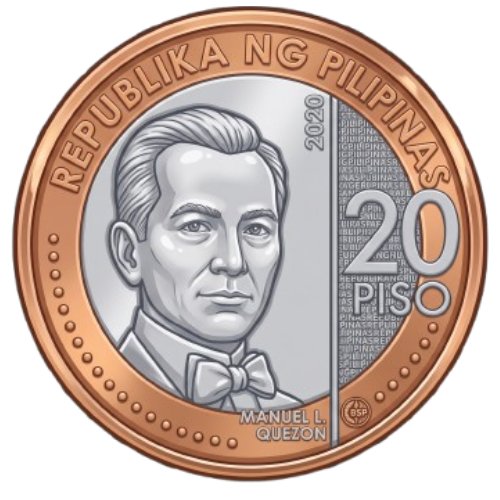 REPUBLIKA NG PILIPINAS
2020
20
PISO
MANUEL L.
QUEZON
BSP